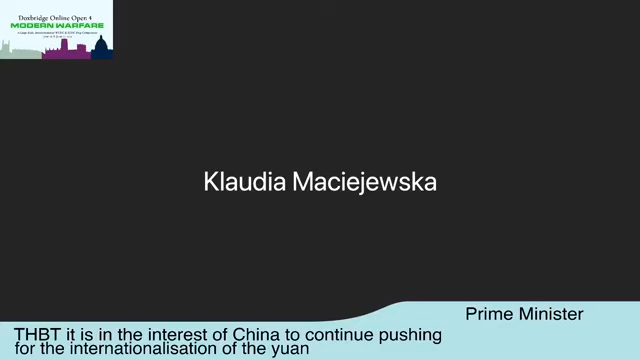 Doxbridge Online Open 4
MODERN WARFARE
Klaudia Maciejewska
Prime Minister
THBT it is in the interest of China to continue pushing
for the internationalisation of the yuan